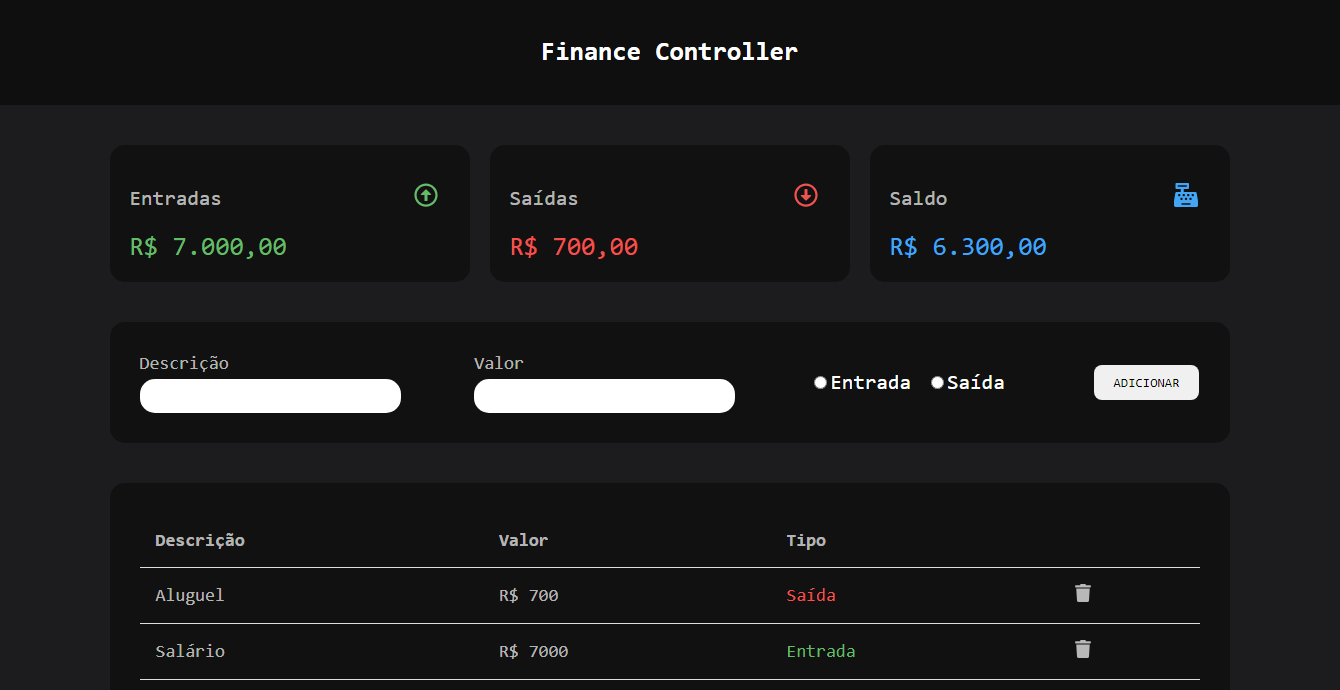 Finance Controller
Entradas
R$ 7.000,00
Saídas
R$ 700,00
Saldo
R$ 6.300,00
Descrição
Valor
Entrada Saída
ADICIONAR
Descrição Valor Tipo
Aluguel R$ 700 Saída
Salário R$ 7000 Entrada